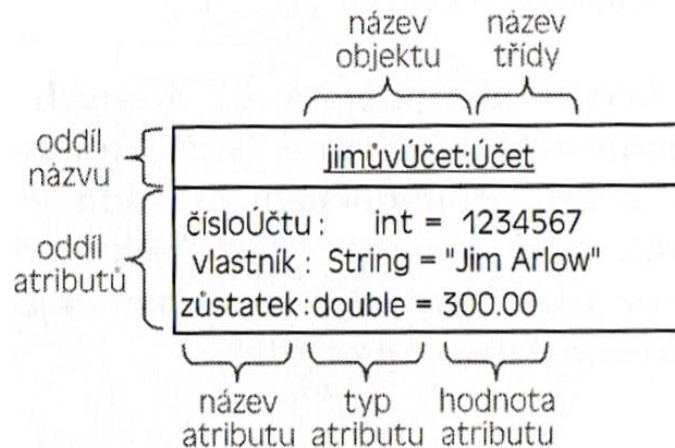 název název
objektu třídy
oddíl
názvu
jimůvÚčet:Účet
čísloÚčtu : int = 1234567
oddíl
atributů
vlastník : String = "Jim Arlow"
zůstatek : double = 300.00
název typ hodnota
atributu atributu atributu